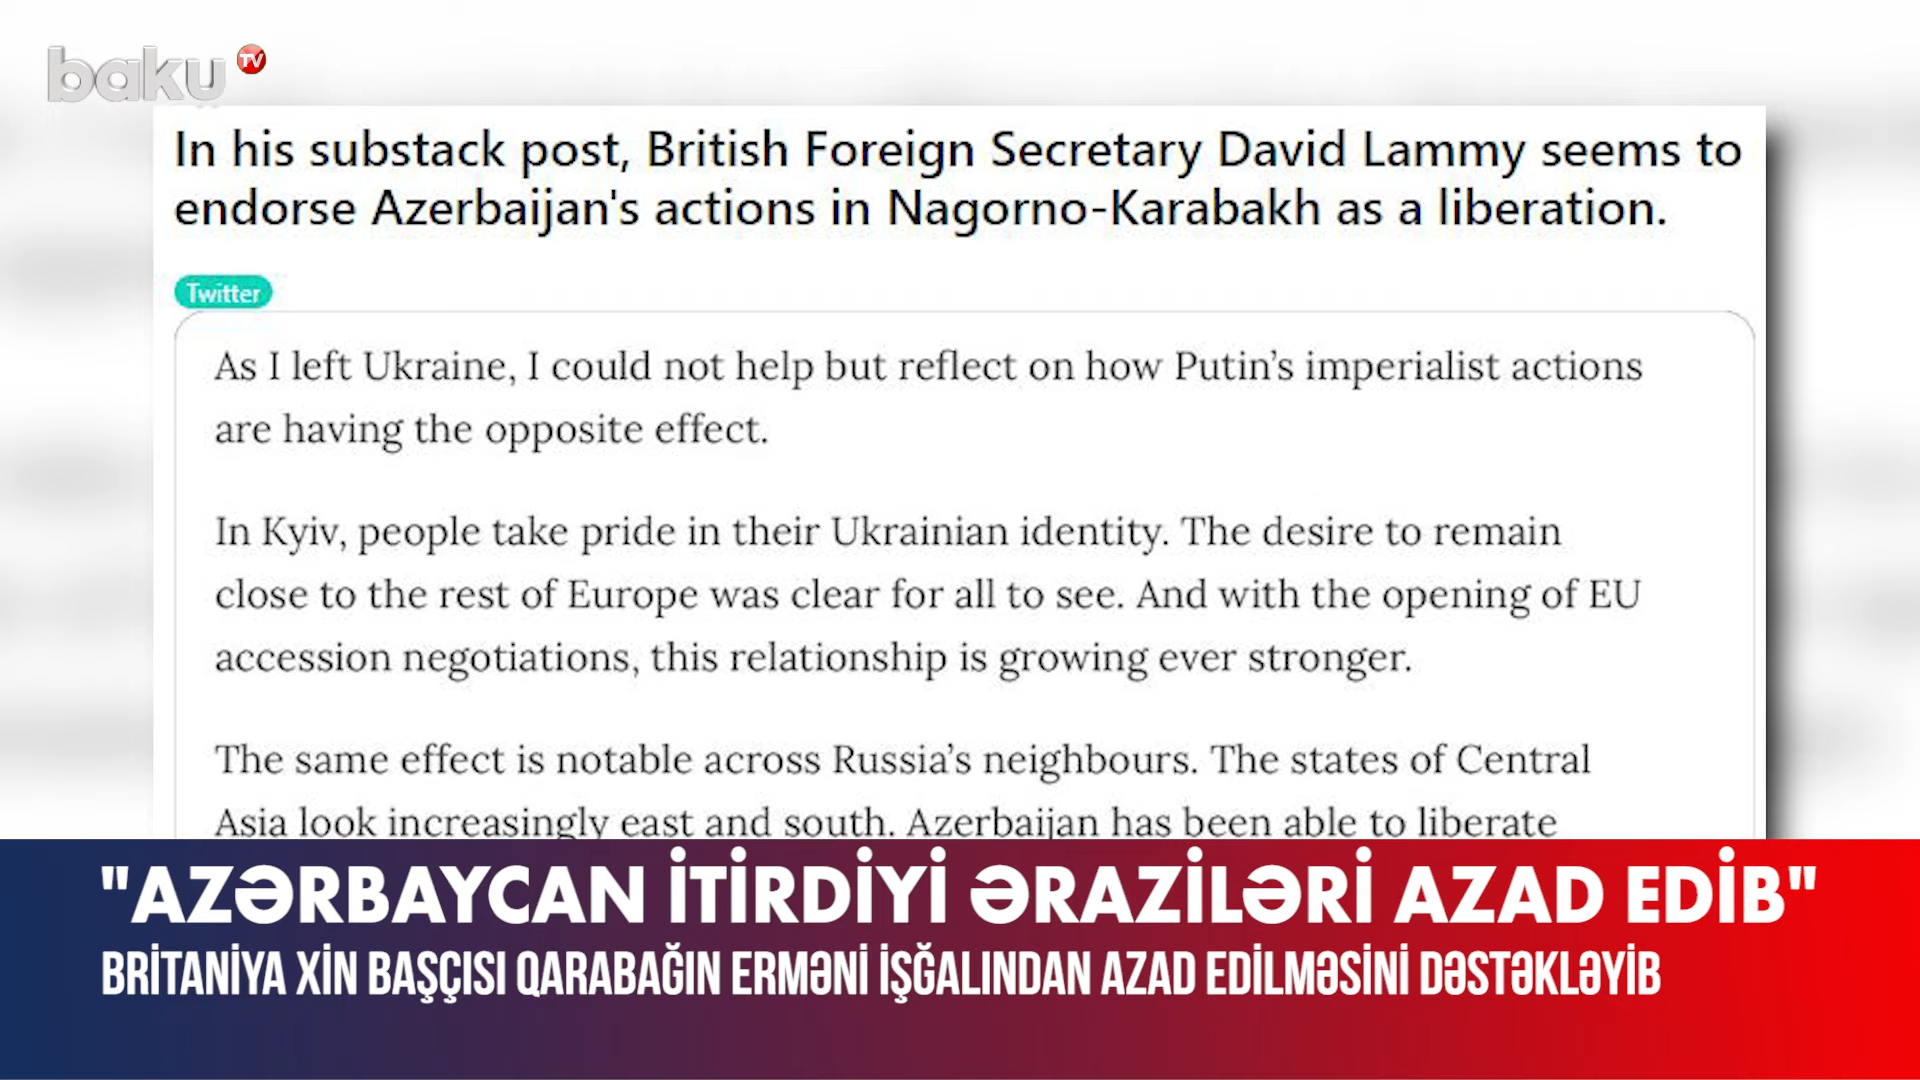 baku TV
In his substack post, British Foreign Secretary David Lammy seems to
endorse Azerbaijan's actions in Nagorno-Karabakh as a liberation.
Twitter
As I left Ukraine, I could not help but reflect on how Putin’s imperialist actions
are having the opposite effect.
In Kyiv, people take pride in their Ukrainian identity. The desire to remain
close to the rest of Europe was clear for all to see. And with the opening of EU
accession negotiations, this relationship is growing ever stronger.
The same effect is notable across Russia’s neighbours. The states of Central
Asia look increasingly east and south. Azerbaijan has been able to liberate
"AZƏRBAYCAN İTİRDİYİ ƏRAZİLƏRİ AZAD EDİB"
BRİTANİYA XİN BAŞÇISI QARABAĞIN ERMƏNİ İŞĞALINDAN AZAD EDİLMƏSİNİ DƏSTƏKLƏYİB